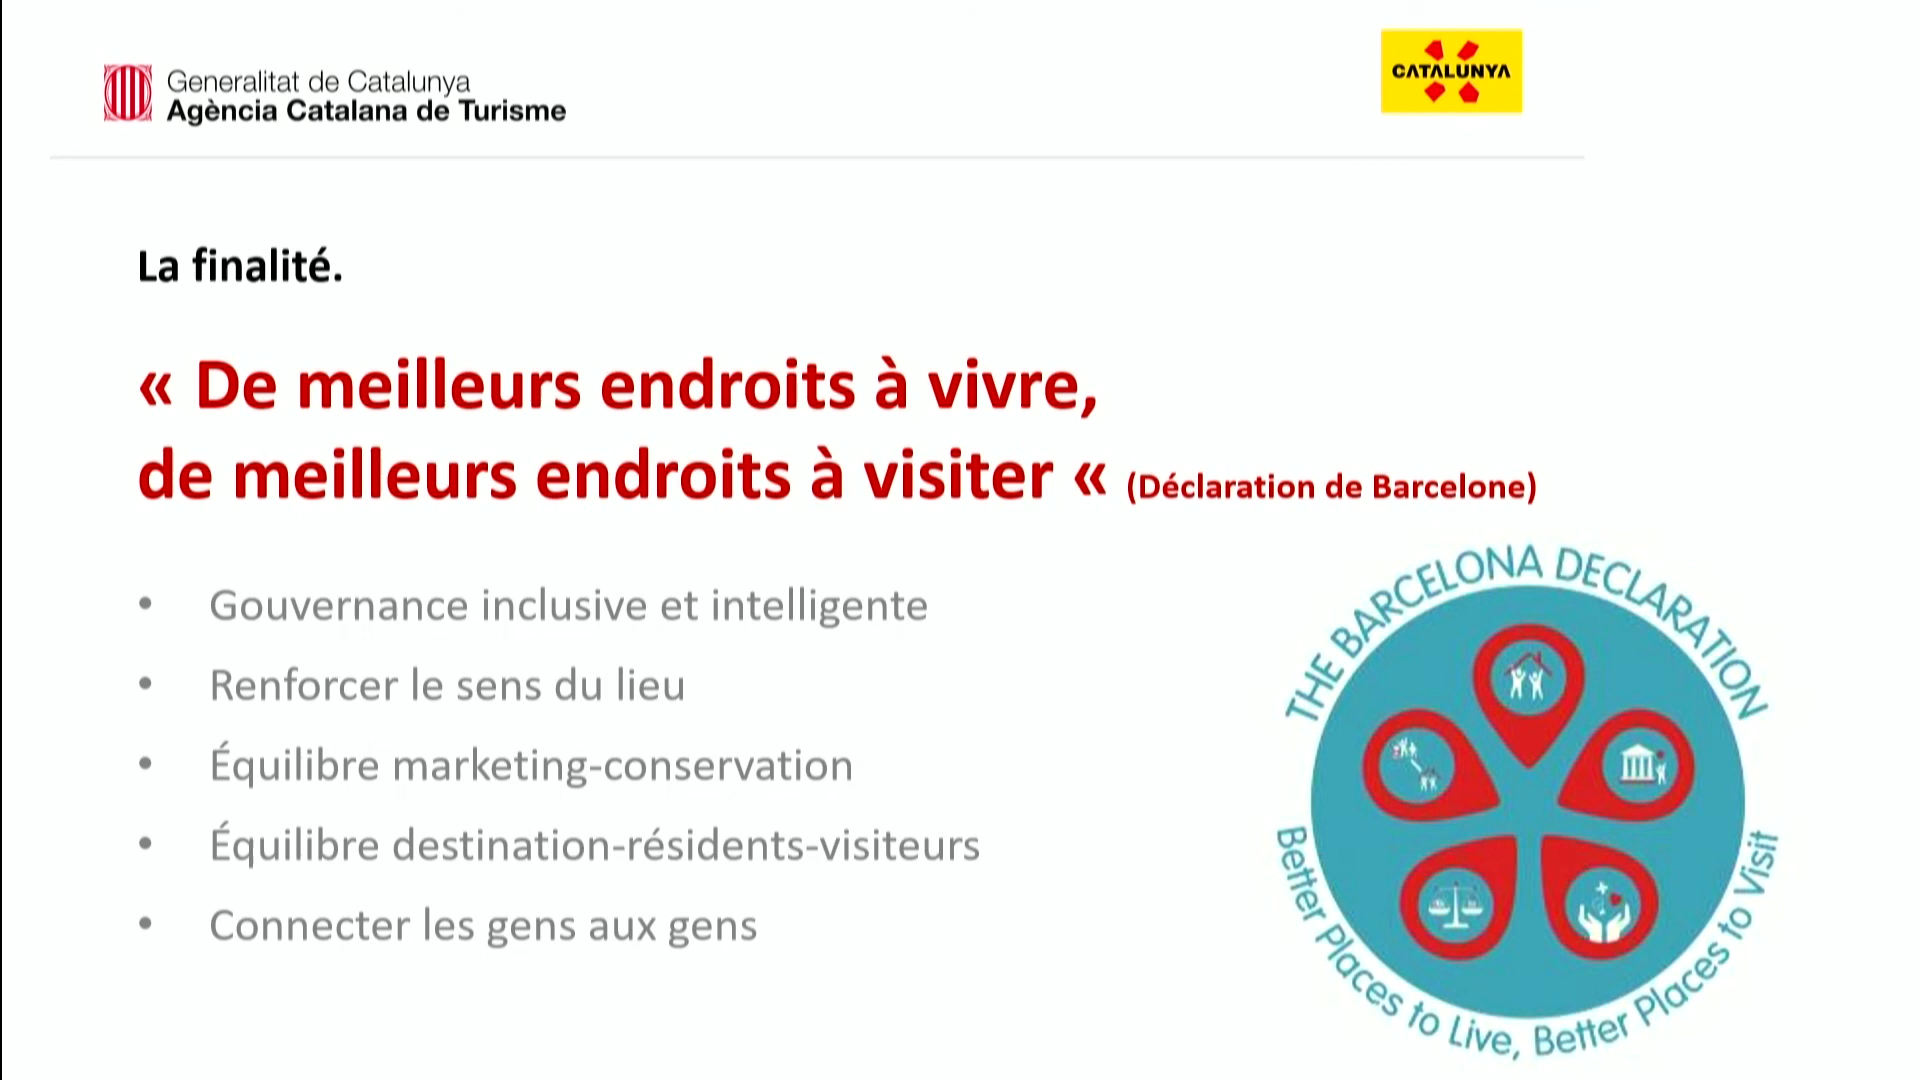 Generalitat de Catalunya
Agència Catalana de Turisme
CATALUNYA
La finalité.
« De meilleurs endroits à vivre,
de meilleurs endroits à visiter « (Déclaration de Barcelone)
• Gouvernance inclusive et intelligente
• Renforcer le sens du lieu
• Équilibre marketing-conservation
• Équilibre destination-résidents-visiteurs
• Connecter les gens aux gens
THE BARCELONA DECLARATION
Better Places to Live, Better Places to Visit